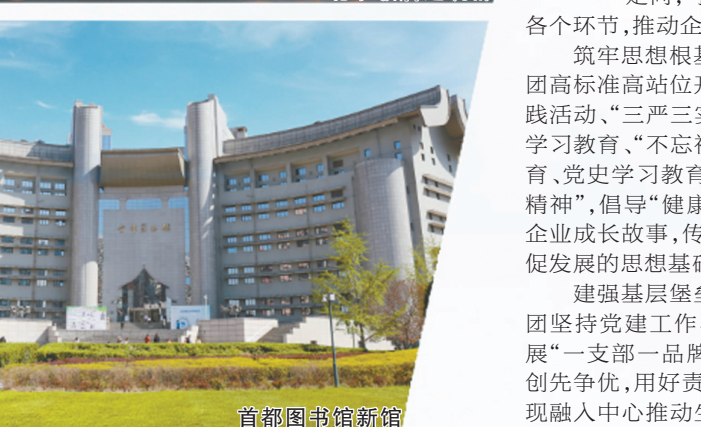 首都图书馆
首都图书馆新馆
各个环节,推动企
筑牢思想根基
团高标准高站位开
践活动、“三严三实
学习教育、“不忘初
育、党史学习教育
精神”,倡导“健康
企业成长故事,传
促发展的思想基础
建强基层堡垒
团坚持党建工作
展“一支部一品牌
创先争优,用好责
现融入中心推动生